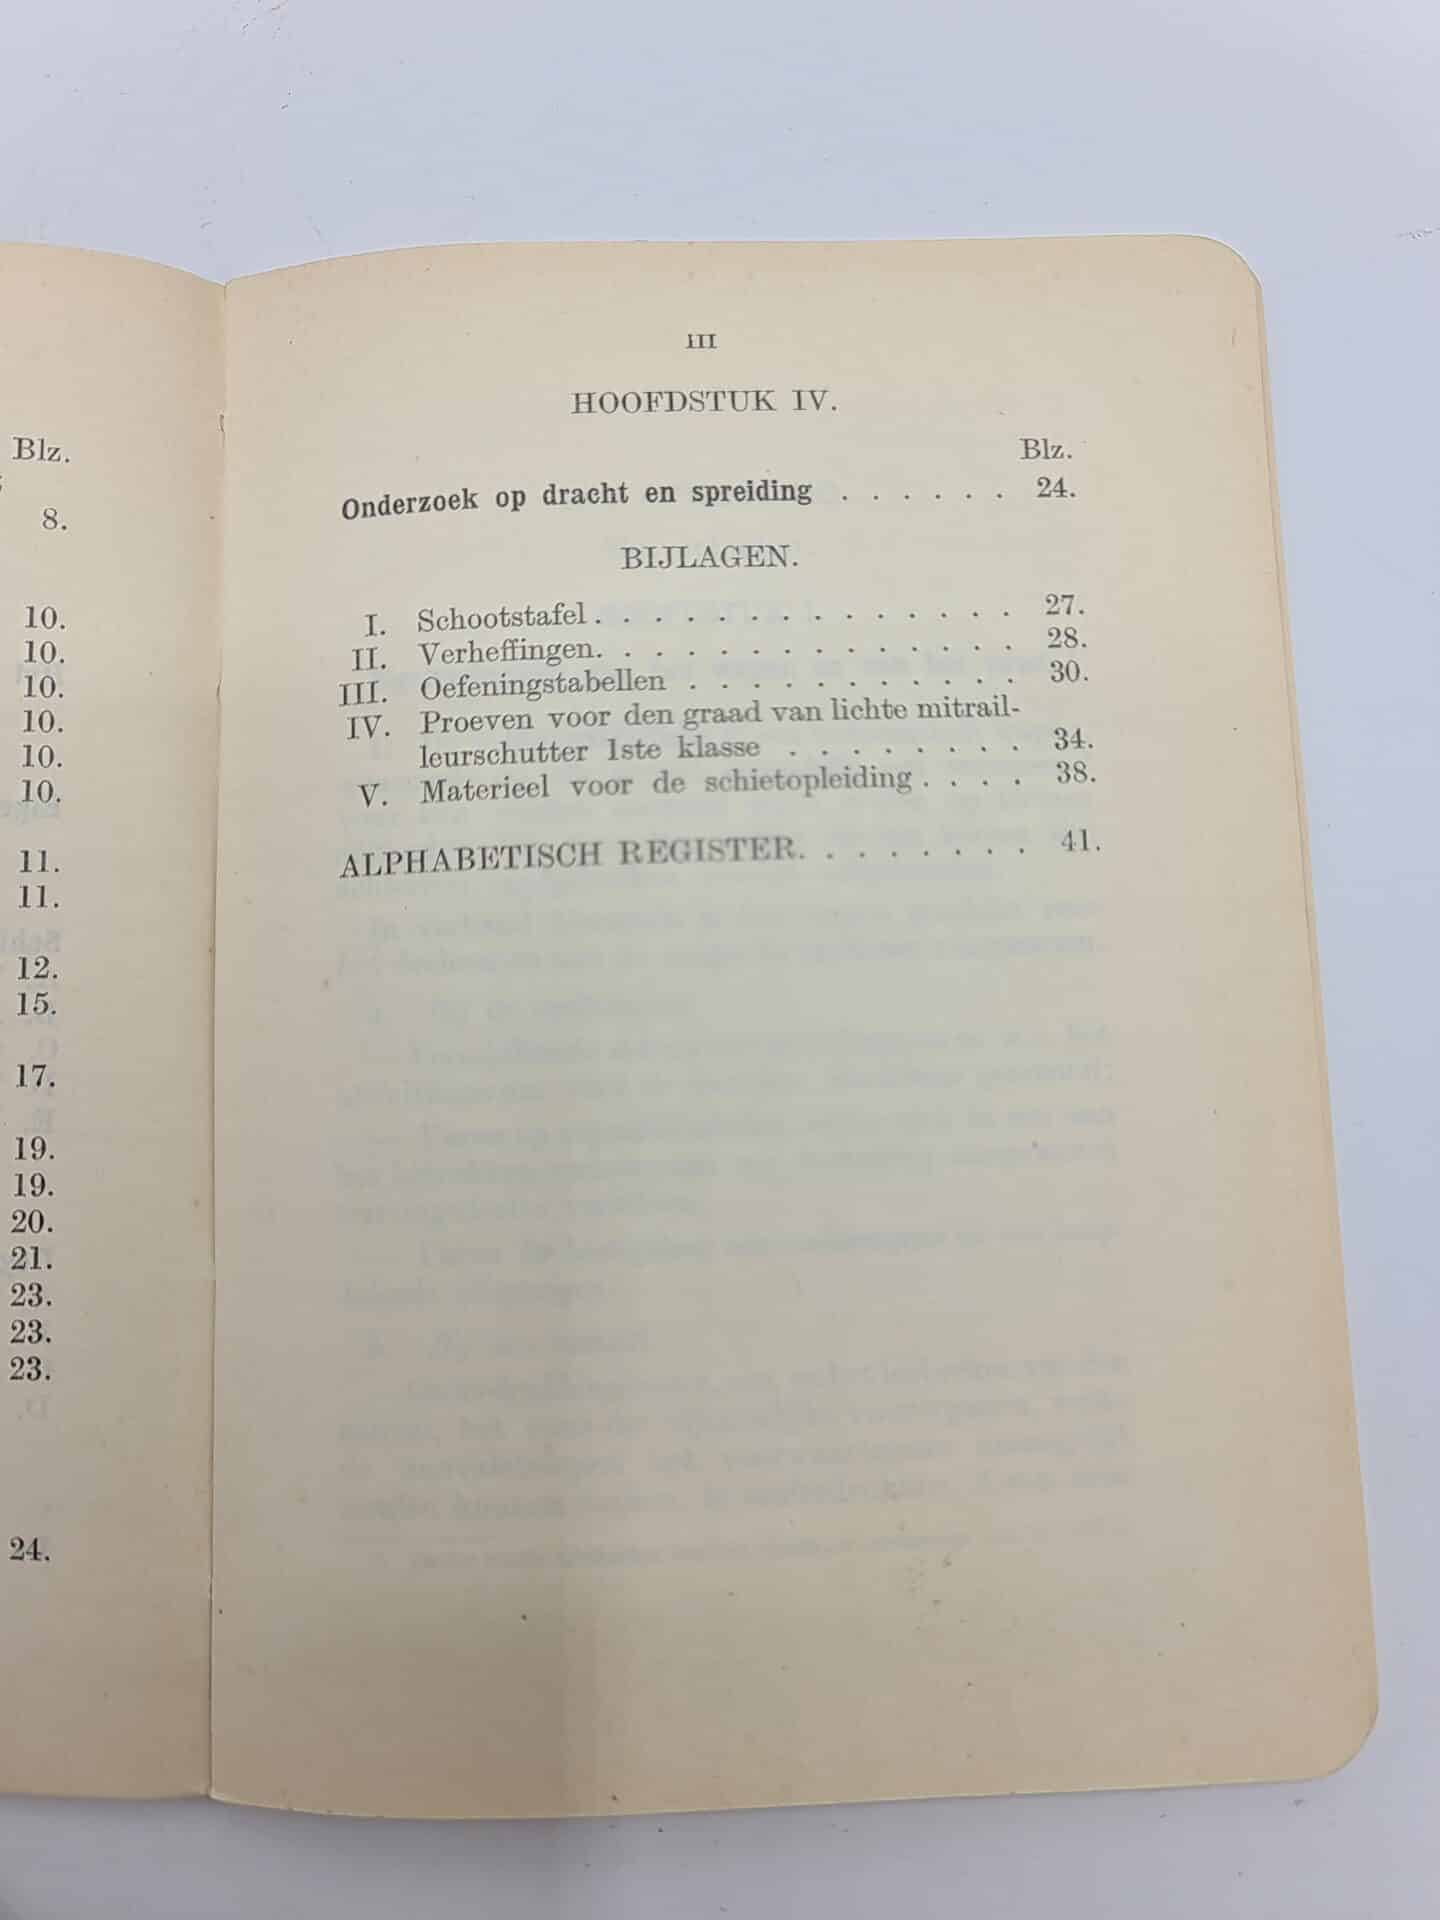 Blz.
8.
10.
10.
10.
10.
10.
10.
11.
11.
12.
15.
17.
19.
19.
20.
21.
23.
23.
23.
24.
III
HOOFDSTUK IV.
Blz.
Onderzoek op dracht en spreiding . . . . . . 24.
BIJLAGEN.
I. Schootstafel . . . . . . . . . . . . . . 27.
II. Verheffingen. . . . . . . . . . . . . . 28.
III. Oefeningstabellen . . . . . . . . . . . 30.
IV. Proeven voor den graad van lichte mitrail-
leurschutter 1ste klasse . . . . . . . . 34.
V. Materieel voor de schietopleiding . . . . 38.
ALPHABETISCH REGISTER. . . . . . . . 41.